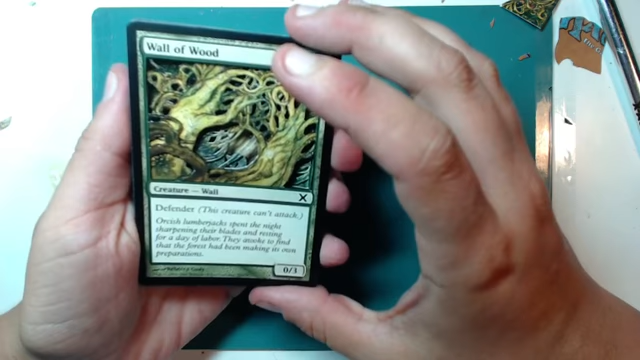 Wall of Wood
Creature — Wall
Defender (This creature can't attack.)
Orcish lumberjacks spent the night
sharpening their blades and resting
for a day of labor. They awoke to find
that the forest had been making its own
preparations.
0/3